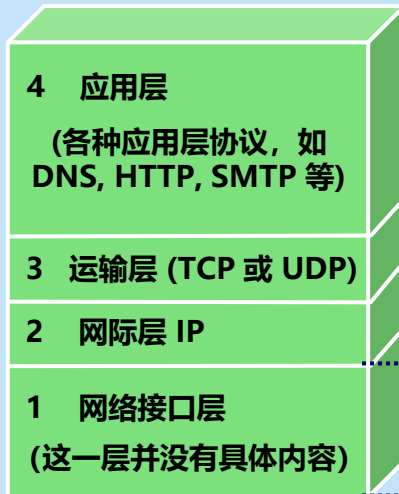 4 应用层
(各种应用层协议，如
DNS, HTTP, SMTP 等)
3 运输层 (TCP 或 UDP)
2 网际层 IP
1 网络接口层
(这一层并没有具体内容)